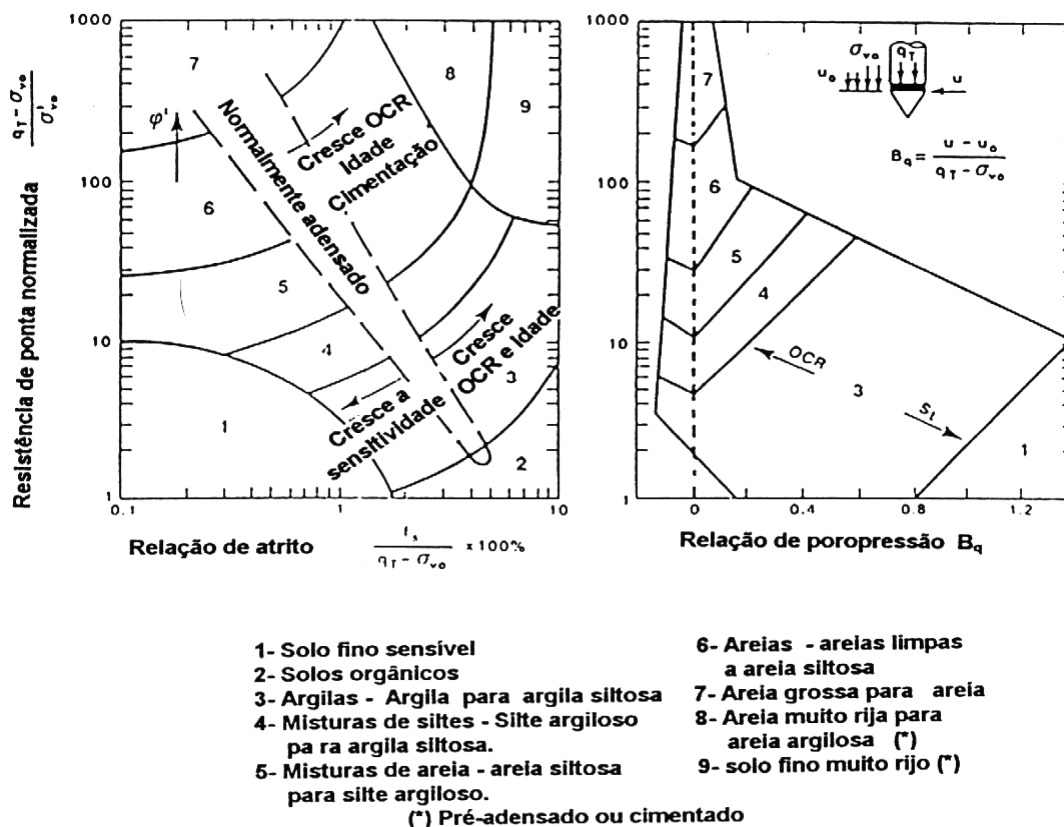 1000
100
10
1
q_T - σ_vo
σ'_vo
Resistência de ponta normalizada
7
φ'
6
5
4
1
8
9
3
2
Normalmente adensado
Cresce OCR
Idade
Cimentação
Cresce
OCR e Idade
Cresce a
sensitividade
0.1
1
10
Relação de atrito
f_s
q_T - σ_vo
x 100%
1000
100
10
1
7
6
5
4
3
1
σ_vo
q_T
u_o
u
B_q = u - u_o
q_T - σ_vo
OCR
S_t
0
0.4
0.8
1.2
Relação de poropressão B_q
1- Solo fino sensível
2- Solos orgânicos
3- Argilas - Argila para argila siltosa
4- Misturas de siltes - Silte argiloso
pa ra argila siltosa.
5- Misturas de areia - areia siltosa
para silte argiloso.
6- Areias - areias limpas
a areia siltosa
7- Areia grossa para areia
8- Areia muito rija para
areia argilosa (*)
9- solo fino muito rijo (*)
(*) Pré-adensado ou cimentado